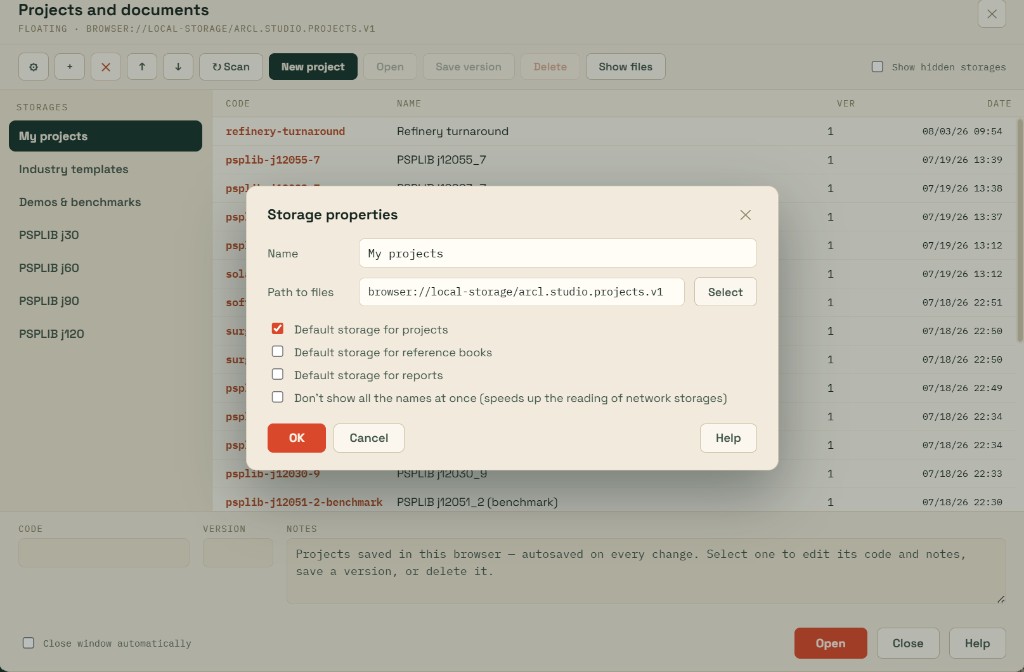 Projects and documents
FLOATING · BROWSER://LOCAL-STORAGE/ARCL.STUDIO.PROJECTS.V1
+ ↑ ↓ ↻ Scan New project Open Save version Delete Show files Show hidden storages
STORAGES
My projects
Industry templates
Demos & benchmarks
PSPLIB j30
PSPLIB j60
PSPLIB j90
PSPLIB j120
CODE NAME VER DATE
refinery-turnaround Refinery turnaround 1 08/03/26 09:54
psplib-j12055-7 PSPLIB j12055_7 1 07/19/26 13:39
1 07/19/26 13:38
1 07/19/26 13:37
1 07/19/26 13:12
1 07/19/26 13:12
1 07/18/26 22:51
1 07/18/26 22:50
1 07/18/26 22:50
1 07/18/26 22:49
1 07/18/26 22:34
1 07/18/26 22:34
psplib-j12030-9 PSPLIB j12030_9 1 07/18/26 22:33
psplib-j12051-2-benchmark PSPLIB j12051_2 (benchmark) 1 07/18/26 22:30
Storage properties
Name My projects
Path to files browser://local-storage/arcl.studio.projects.v1 Select
Default storage for projects
Default storage for reference books
Default storage for reports
Don't show all the names at once (speeds up the reading of network storages)
OK Cancel Help
CODE VERSION NOTES
Projects saved in this browser — autosaved on every change. Select one to edit its code and notes,
save a version, or delete it.
Close window automatically Open Close Help